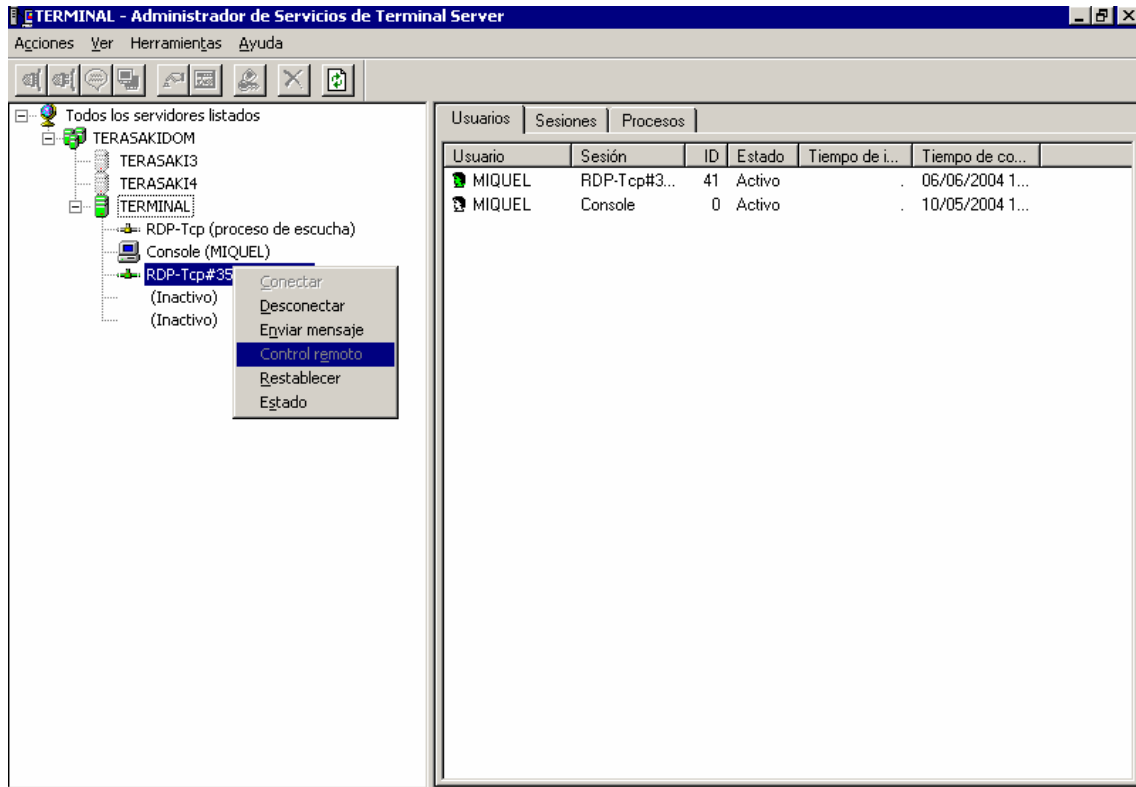 TERMINAL - Administrador de Servicios de Terminal Server
Acciones Ver Herramientas Ayuda
Todos los servidores listados
TERASAKIDOM
TERASAKI3
TERASAKI4
TERMINAL
RDP-Tcp (proceso de escucha)
Console (MIQUEL)
RDP-Tcp#35
(Inactivo)
(Inactivo)
Conectar
Desconectar
Enviar mensaje
Control remoto
Restablecer
Estado
Usuarios Sesiones Procesos
Usuario Sesión ID Estado Tiempo de i... Tiempo de co...
MIQUEL RDP-Tcp#3... 41 Activo . 06/06/2004 1...
MIQUEL Console 0 Activo . 10/05/2004 1...